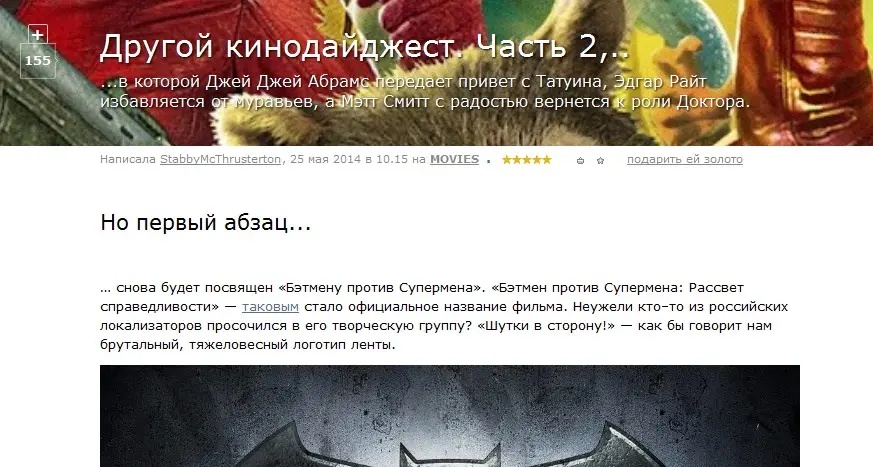 +
155
Другой кинодайджест. Часть 2,..
...в которой Джей Джей Абрамс передает привет с Татуина, Эдгар Райт
избавляется от муравьев, а Мэтт Смитт с радостью вернется к роли Доктора.
Написала StabbyMcThrusterton, 25 мая 2014 в 10.15 на MOVIES . подарить ей золото
Но первый абзац...
… снова будет посвящен «Бэтмену против Супермена». «Бэтмен против Супермена: Рассвет
справедливости» — таковым стало официальное название фильма. Неужели кто–то из российских
локализаторов просочился в его творческую группу? «Шутки в сторону!» — как бы говорит нам
брутальный, тяжеловесный логотип ленты.